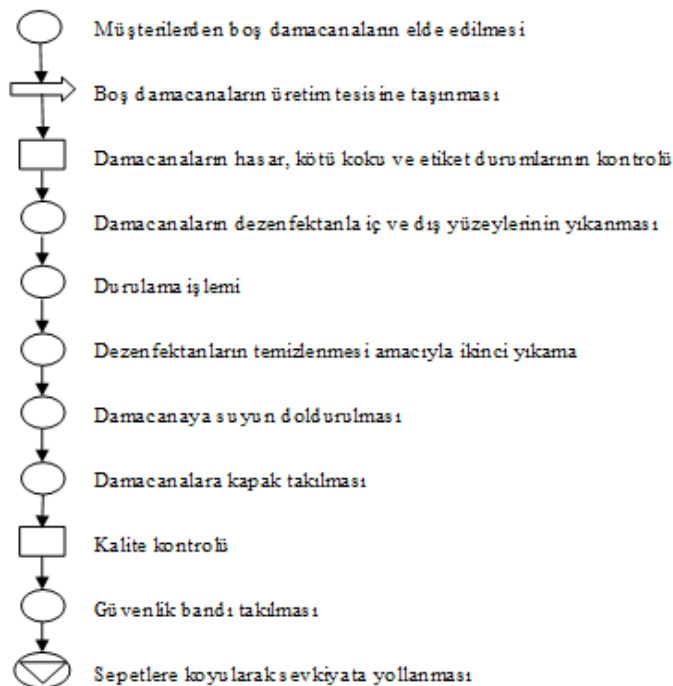 Müşterilerden boş damacanaların elde edilmesi
Boş damacanaların üretim tesisine taşınması
Damacanaların hasar, kötü koku ve etiket durumlarının kontrolü
Damacanaların dezenfektanla iç ve dış yüzeylerinin yıkanması
Durulama işlemi
Dezenfektanların temizlenmesi amacıyla ikinci yıkama
Damacanaya suyun doldurulması
Damacanalara kapak takılması
Kalite kontrolü
Güvenlik bandı takılması
Sepetlere koyularak sevkiyata yollanması